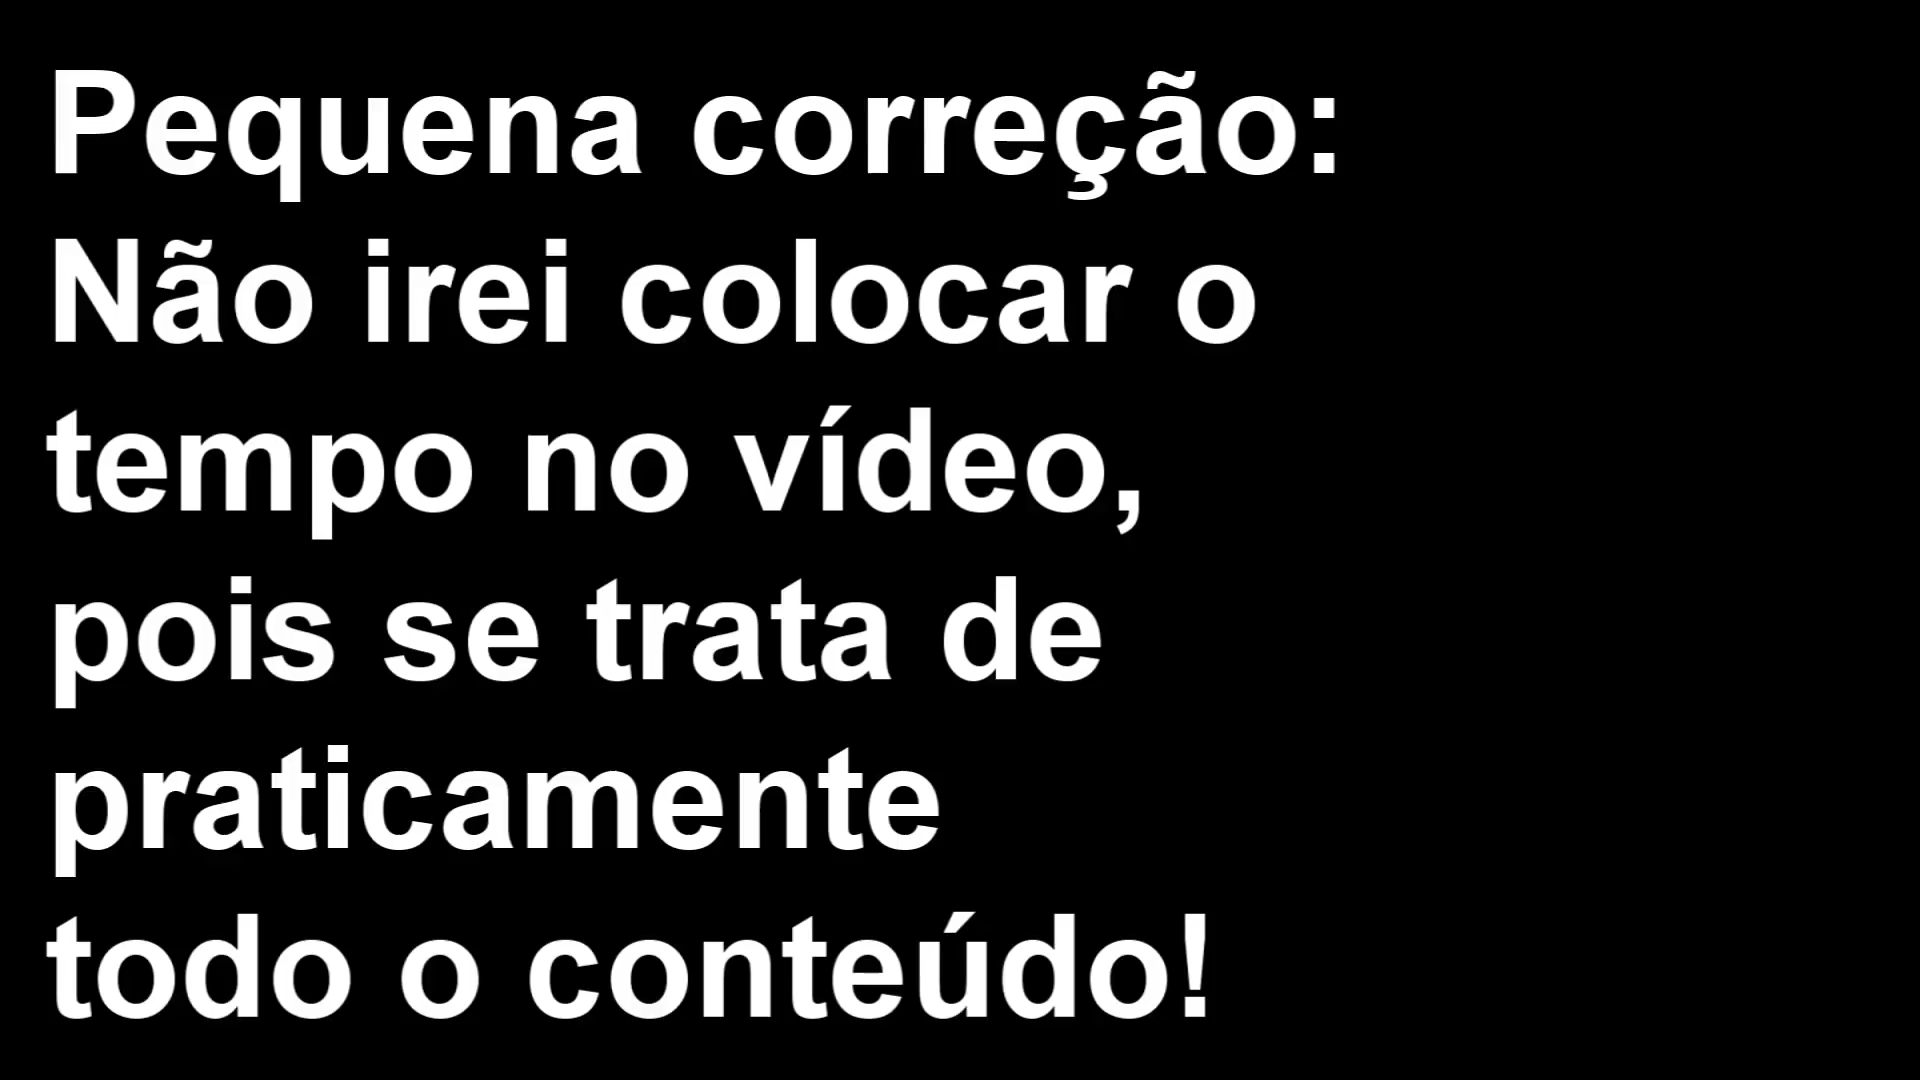 Pequena correção:
Não irei colocar o
tempo no vídeo,
pois se trata de
praticamente
todo o conteúdo!